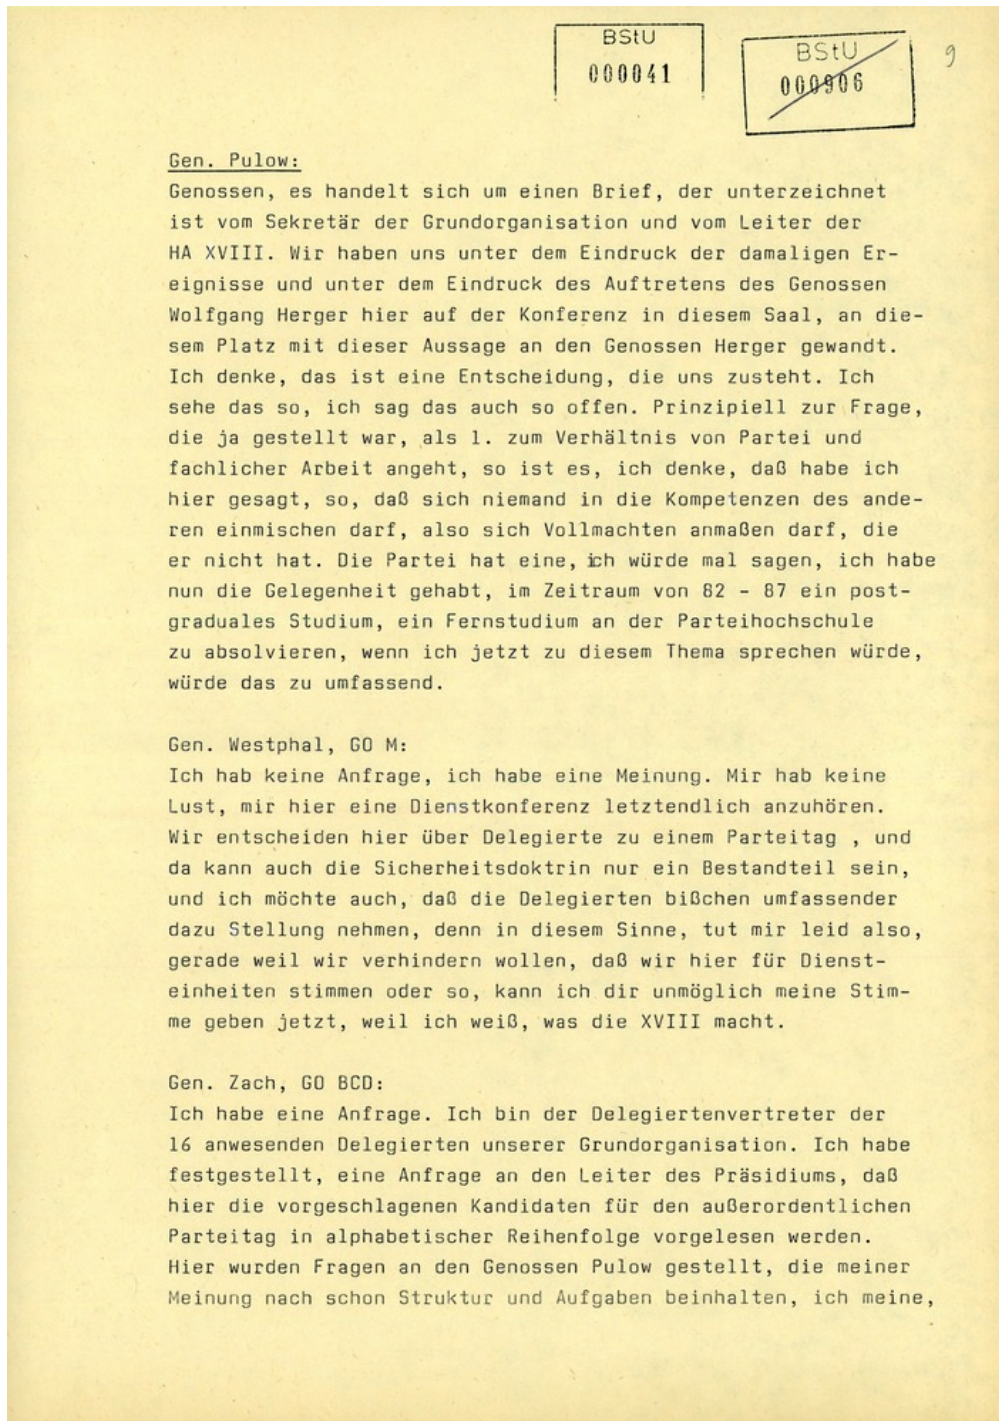 BStU
000041
BStU
000906
9
Gen. Pulow:
Genossen, es handelt sich um einen Brief, der unterzeichnet
ist vom Sekretär der Grundorganisation und vom Leiter der
HA XVIII. Wir haben uns unter dem Eindruck der damaligen Er-
eignisse und unter dem Eindruck des Auftretens des Genossen
Wolfgang Herger hier auf der Konferenz in diesem Saal, an die-
sem Platz mit dieser Aussage an den Genossen Herger gewandt.
Ich denke, das ist eine Entscheidung, die uns zusteht. Ich
sehe das so, ich sag das auch so offen. Prinzipiell zur Frage,
die ja gestellt war, als 1. zum Verhältnis von Partei und
fachlicher Arbeit angeht, so ist es, ich denke, daß habe ich
hier gesagt, so, daß sich niemand in die Kompetenzen des ande-
ren einmischen darf, also sich Vollmachten anmaßen darf, die
er nicht hat. Die Partei hat eine, ich würde mal sagen, ich habe
nun die Gelegenheit gehabt, im Zeitraum von 82 - 87 ein post-
graduales Studium, ein Fernstudium an der Parteihochschule
zu absolvieren, wenn ich jetzt zu diesem Thema sprechen würde,
würde das zu umfassend.
Gen. Westphal, GO M:
Ich hab keine Anfrage, ich habe eine Meinung. Mir hab keine
Lust, mir hier eine Dienstkonferenz letztendlich anzuhören.
Wir entscheiden hier über Delegierte zu einem Parteitag , und
da kann auch die Sicherheitsdoktrin nur ein Bestandteil sein,
und ich möchte auch, daß die Delegierten bißchen umfassender
dazu Stellung nehmen, denn in diesem Sinne, tut mir leid also,
gerade weil wir verhindern wollen, daß wir hier für Dienst-
einheiten stimmen oder so, kann ich dir unmöglich meine Stim-
me geben jetzt, weil ich weiß, was die XVIII macht.
Gen. Zach, GO BCD:
Ich habe eine Anfrage. Ich bin der Delegiertenvertreter der
16 anwesenden Delegierten unserer Grundorganisation. Ich habe
festgestellt, eine Anfrage an den Leiter des Präsidiums, daß
hier die vorgeschlagenen Kandidaten für den außerordentlichen
Parteitag in alphabetischer Reihenfolge vorgelesen werden.
Hier wurden Fragen an den Genossen Pulow gestellt, die meiner
Meinung nach schon Struktur und Aufgaben beinhalten, ich meine,